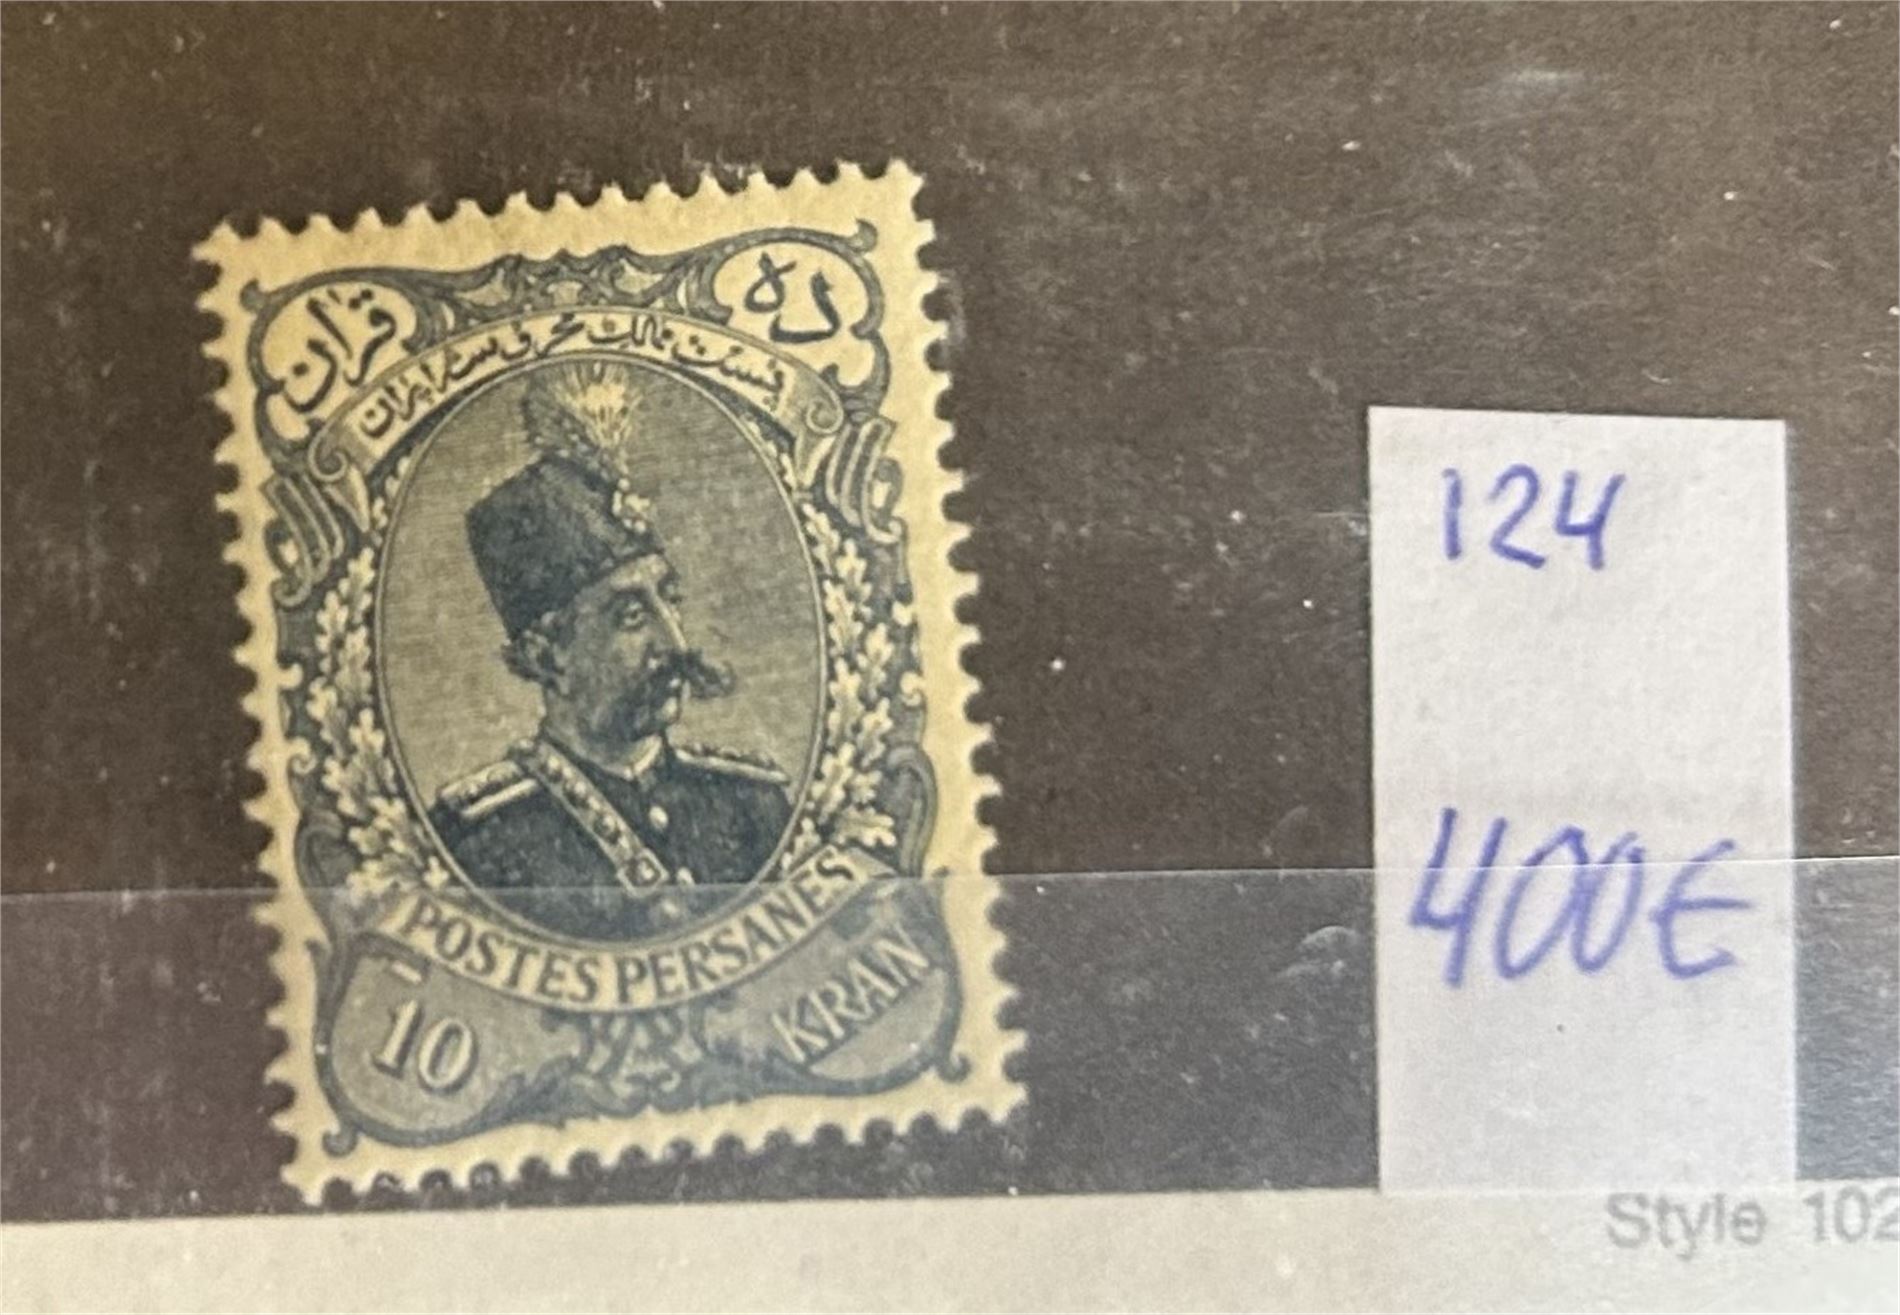 ده
قران
پست ممالک محروسه ایران
POSTES PERSANES
10
KRAN
124
400€
Style 102